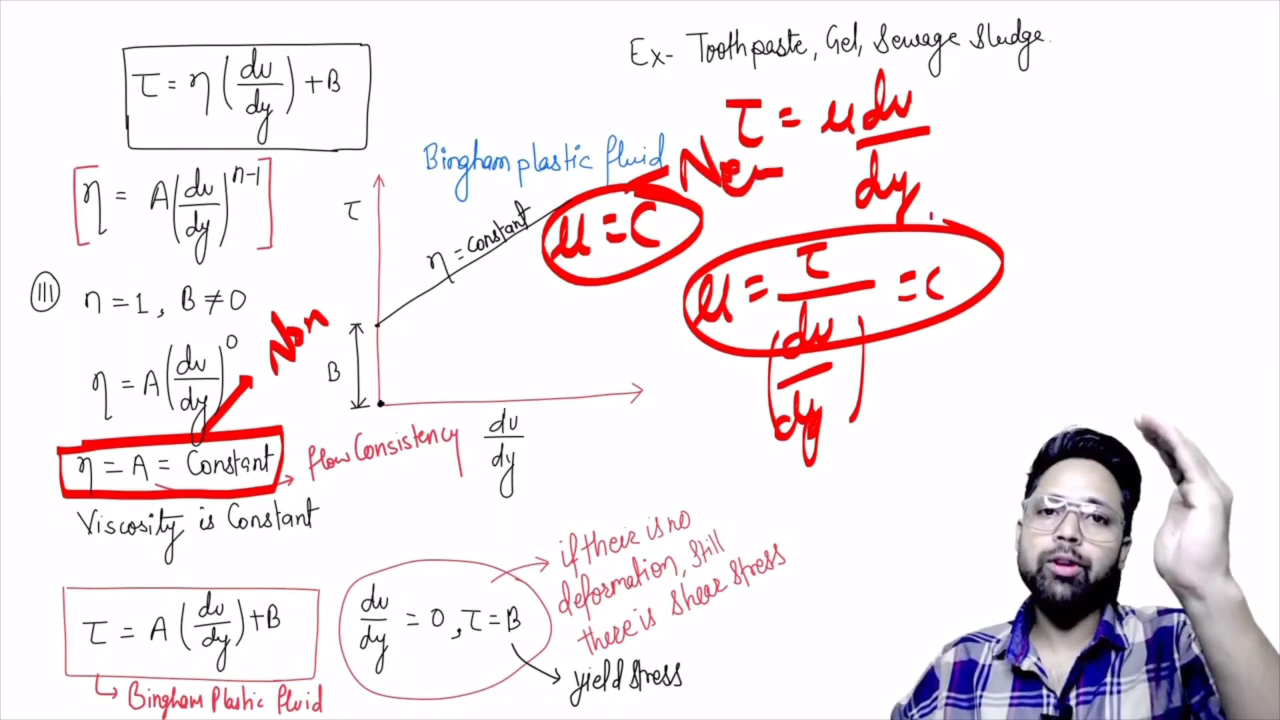 Ex- Toothpaste, Gel, Sewage Sludge.
τ = η (du/dy) + B
τ = μ du/dy
η = A (du/dy)^n-1
Bingham plastic fluid
New
μ = C
τ
η = constant
μ = τ/(du/dy) = C
III
n = 1, B ≠ 0
Non
η = A (du/dy)^0
B
η = A = Constant
flow Consistency
du/dy
Viscosity is Constant
if there is no
deformation, Still
there is shear stress
τ = A (du/dy) + B
du/dy = 0, τ = B
yield stress
Bingham Plastic fluid